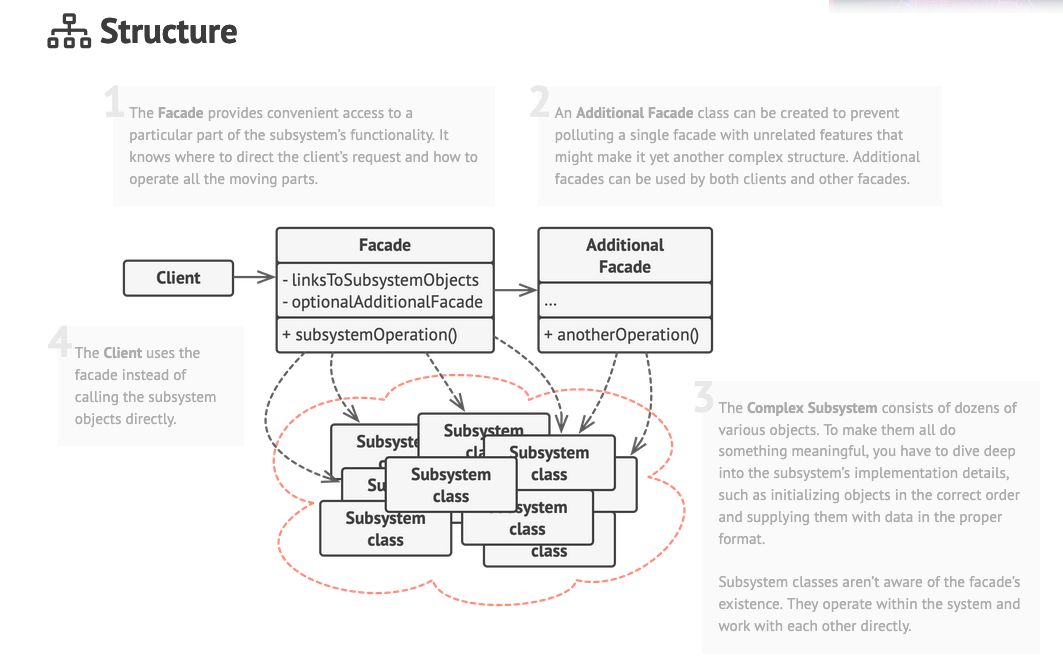 Structure
1
The Facade provides convenient access to a
particular part of the subsystem's functionality. It
knows where to direct the client's request and how to
operate all the moving parts.
2
An Additional Facade class can be created to prevent
polluting a single facade with unrelated features that
might make it yet another complex structure. Additional
facades can be used by both clients and other facades.
Client
Facade
- linksToSubsystemObjects
- optionalAdditionalFacade
+ subsystemOperation()
Additional
Facade
...
+ anotherOperation()
4
The Client uses the
facade instead of
calling the subsystem
objects directly.
3
The Complex Subsystem consists of dozens of
various objects. To make them all do
something meaningful, you have to dive deep
into the subsystem's implementation details,
such as initializing objects in the correct order
and supplying them with data in the proper
format.
Subsystem classes aren't aware of the facade's
existence. They operate within the system and
work with each other directly.
Subsystem
Subsystem
class
Subsystem
class
Subsystem
class
class
class